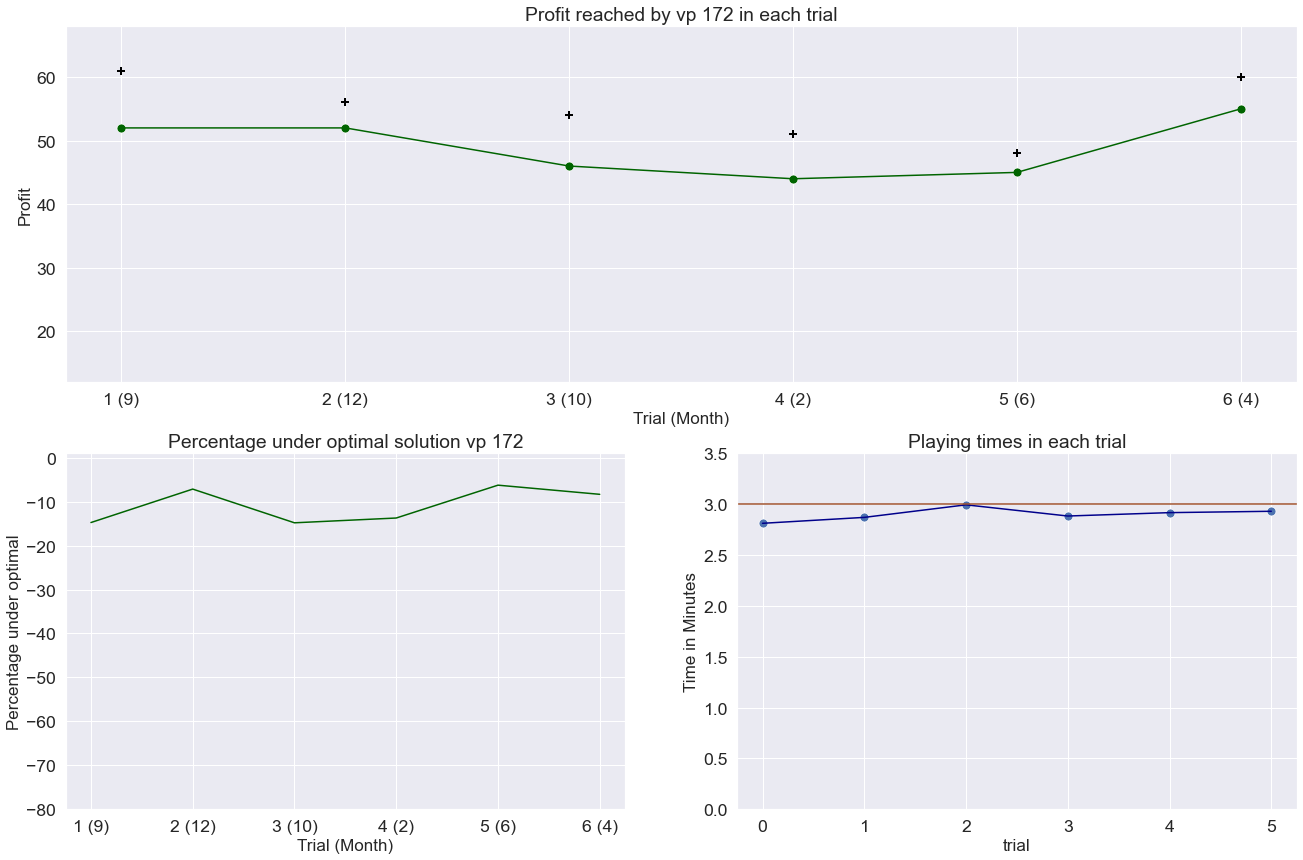 Profit reached by vp 172 in each trial
Profit
60
50
40
30
20
1 (9) 2 (12) 3 (10) 4 (2) 5 (6) 6 (4)
Trial (Month)
Percentage under optimal solution vp 172
Percentage under optimal
0
−10
−20
−30
−40
−50
−60
−70
−80
1 (9) 2 (12) 3 (10) 4 (2) 5 (6) 6 (4)
Trial (Month)
Playing times in each trial
Time in Minutes
3.5
3.0
2.5
2.0
1.5
1.0
0.5
0.0
0 1 2 3 4 5
trial